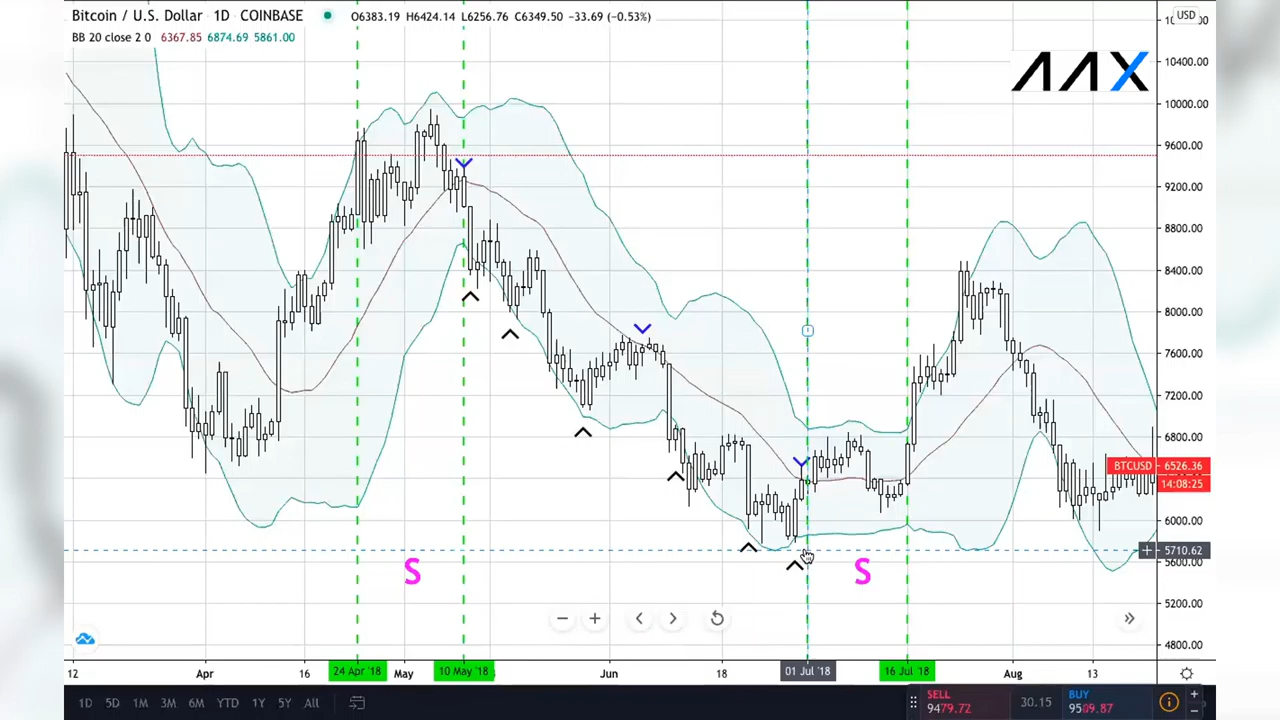 Bitcoin / U.S. Dollar · 1D · COINBASE O6383.19 H6424.14 L6256.76 C6349.50 −33.69 (−0.53%)
BB 20 close 2 0 6367.85 6874.69 5861.00
USD
AAX
10400.00
10000.00
9600.00
9200.00
8800.00
8400.00
8000.00
7600.00
7200.00
6800.00
BTCUSD 6526.36
14:08:25
6000.00
5710.62
5600.00
S S
5200.00
4800.00
12 Apr 16 24 Apr '18 May 10 May '18 Jun 18 01 Jul '18 16 Jul '18 Aug 13
1D 5D 1M 3M 6M YTD 1Y 5Y All
SELL 9479.72 30.15 BUY 9509.87